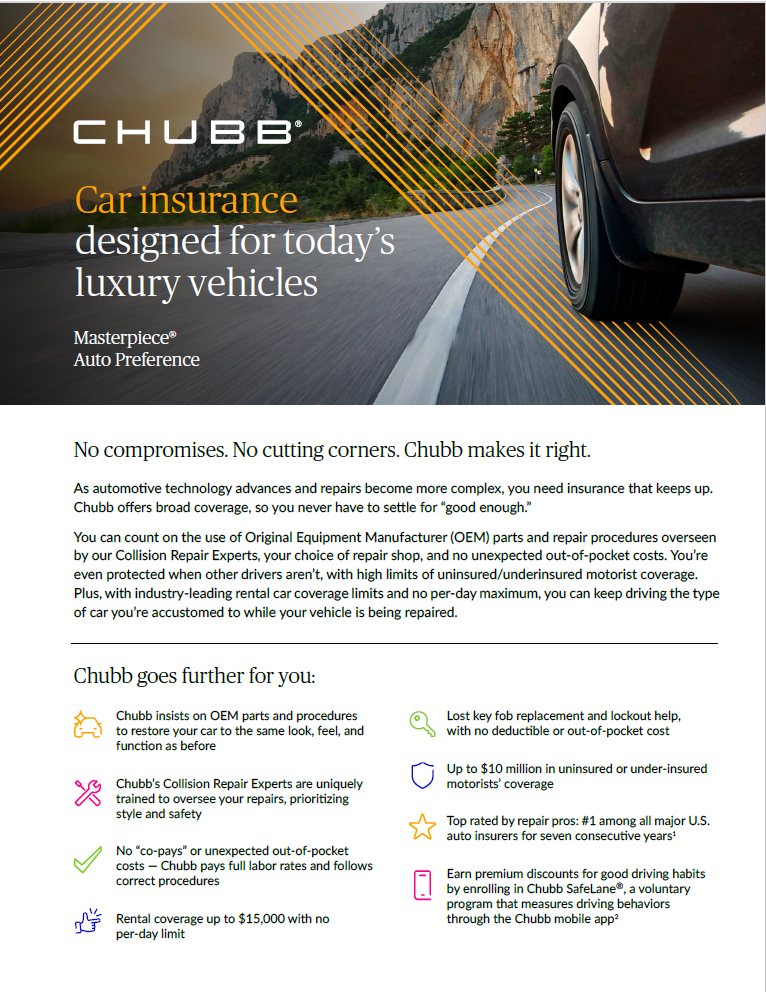 CHUBB®
Car insurance
designed for today’s
luxury vehicles
Masterpiece®
Auto Preference
No compromises. No cutting corners. Chubb makes it right.
As automotive technology advances and repairs become more complex, you need insurance that keeps up.
Chubb offers broad coverage, so you never have to settle for “good enough.”
You can count on the use of Original Equipment Manufacturer (OEM) parts and repair procedures overseen
by our Collision Repair Experts, your choice of repair shop, and no unexpected out-of-pocket costs. You’re
even protected when other drivers aren’t, with high limits of uninsured/underinsured motorist coverage.
Plus, with industry-leading rental car coverage limits and no per-day maximum, you can keep driving the type
of car you’re accustomed to while your vehicle is being repaired.
Chubb goes further for you:
Chubb insists on OEM parts and procedures
to restore your car to the same look, feel, and
function as before
Chubb’s Collision Repair Experts are uniquely
trained to oversee your repairs, prioritizing
style and safety
No “co-pays” or unexpected out-of-pocket
costs — Chubb pays full labor rates and follows
correct procedures
Rental coverage up to $15,000 with no
per-day limit
Lost key fob replacement and lockout help,
with no deductible or out-of-pocket cost
Up to $10 million in uninsured or under-insured
motorists’ coverage
Top rated by repair pros: #1 among all major U.S.
auto insurers for seven consecutive years¹
Earn premium discounts for good driving habits
by enrolling in Chubb SafeLane®, a voluntary
program that measures driving behaviors
through the Chubb mobile app²